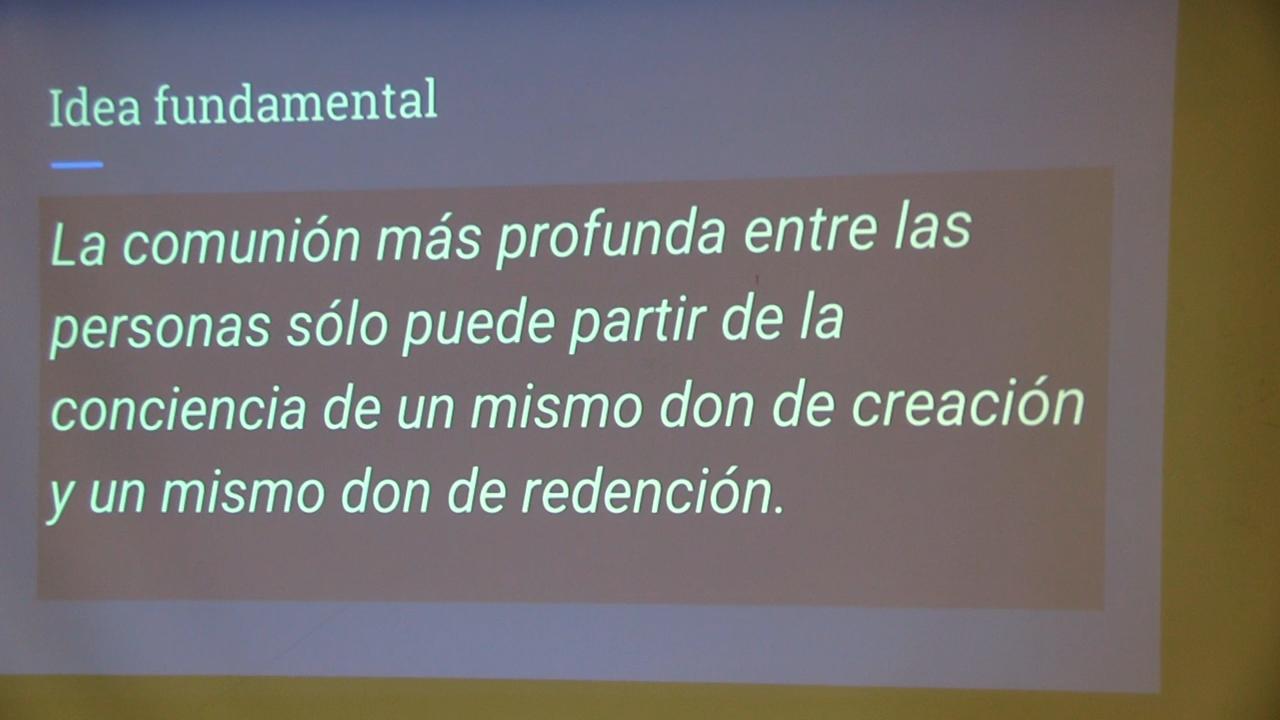 Idea fundamental
La comunión más profunda entre las
personas sólo puede partir de la
conciencia de un mismo don de creación
y un mismo don de redención.